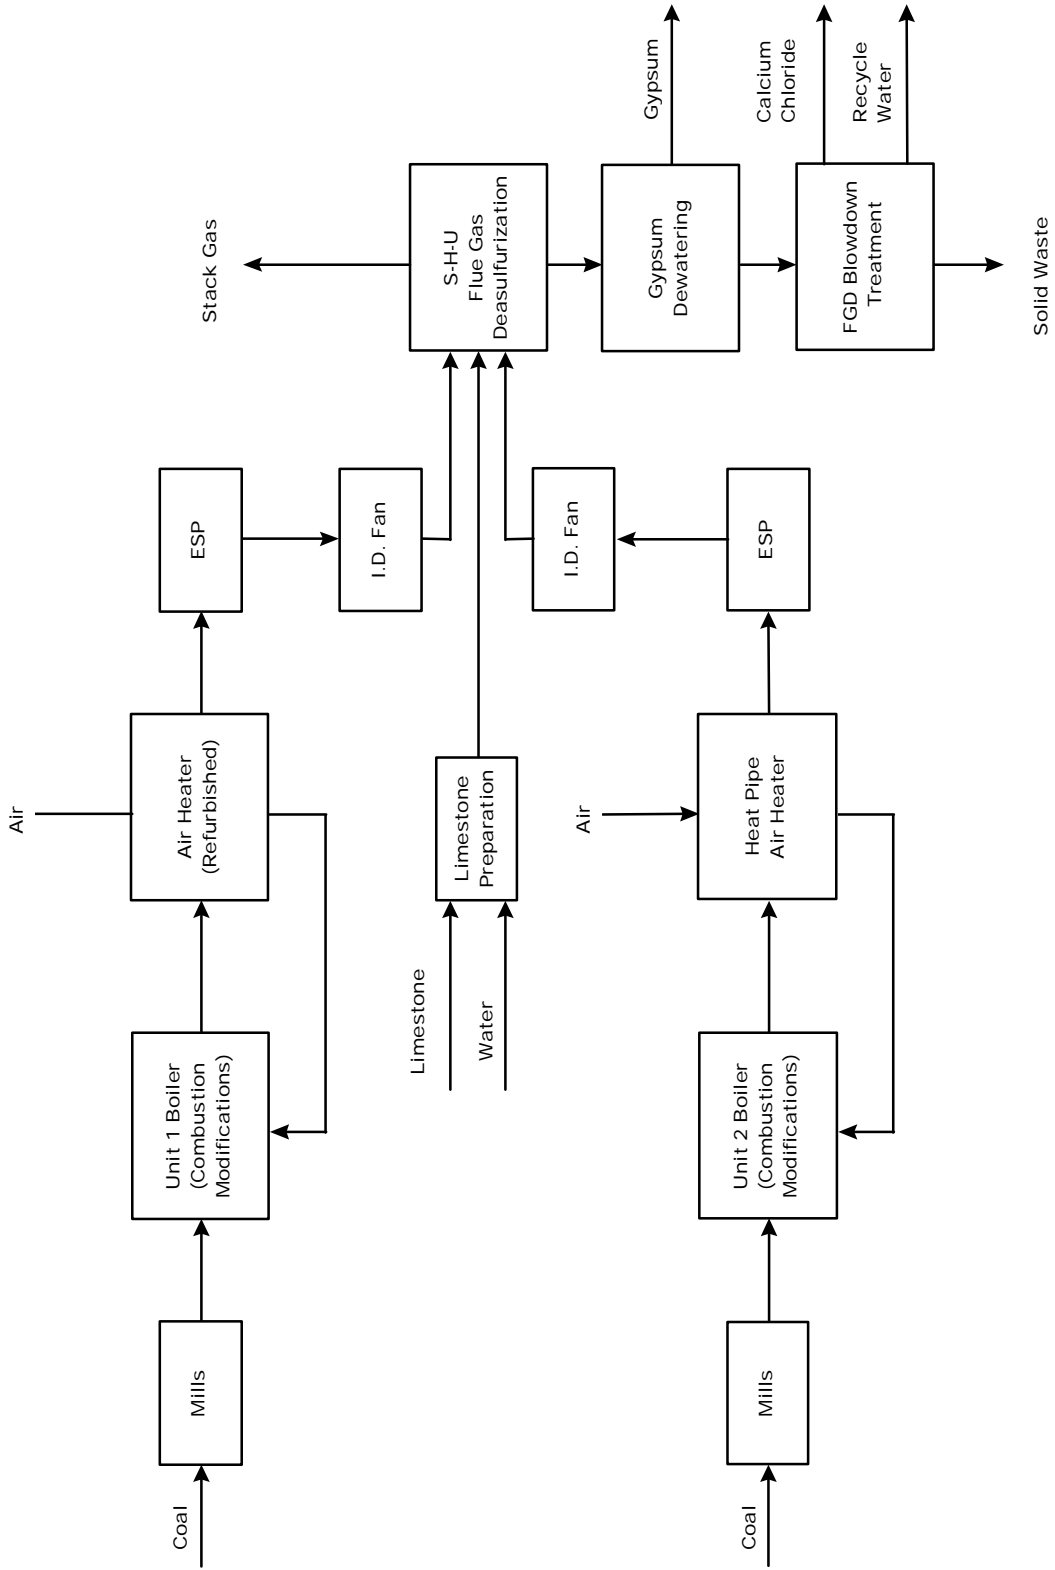 Coal
Mills
Unit 1 Boiler
(Combustion
Modifications)
Air
Air Heater
(Refurbished)
ESP
I.D. Fan
Stack Gas
Limestone
Water
Limestone
Preparation
S-H-U
Flue Gas
Deasulfurization
Gypsum
Gypsum
Dewatering
Calcium
Chloride
Recycle
Water
FGD Blowdown
Treatment
Solid Waste
I.D. Fan
Coal
Mills
Unit 2 Boiler
(Combustion
Modifications)
Air
Heat Pipe
Air Heater
ESP